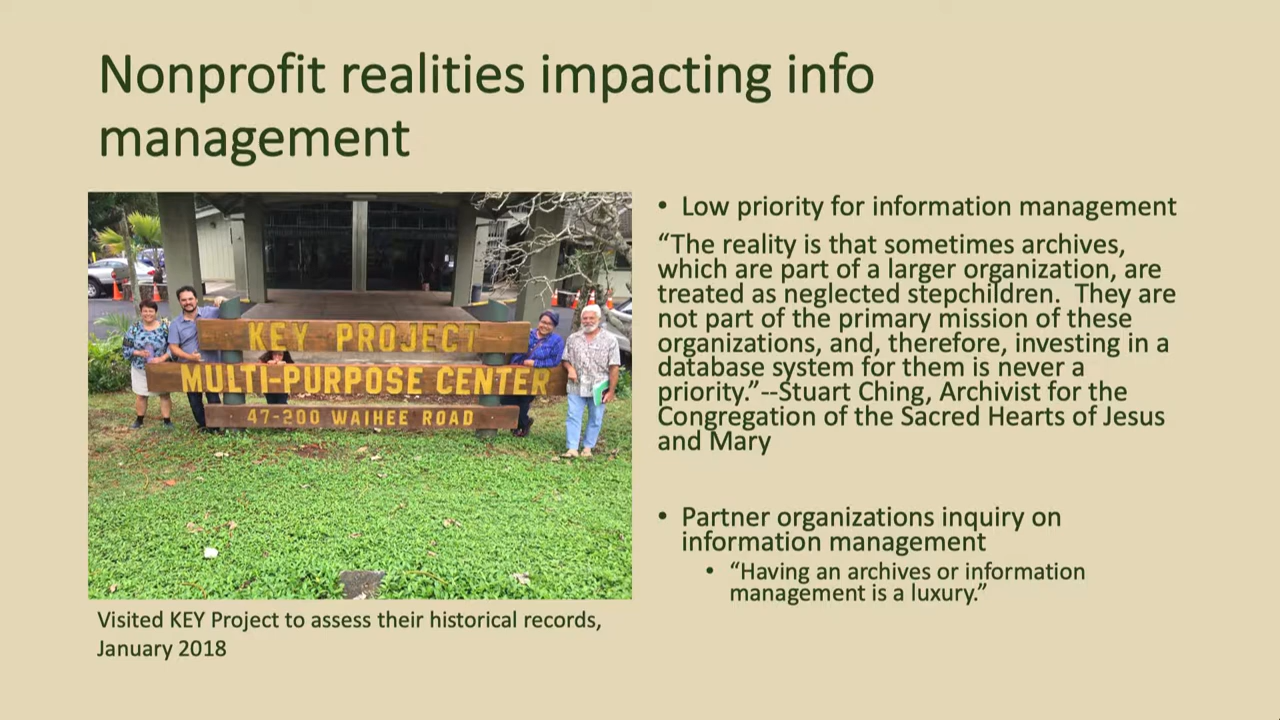 Nonprofit realities impacting info
management
KEY PROJECT
MULTI-PURPOSE CENTER
47-200 WAIHEE ROAD
Visited KEY Project to assess their historical records,
January 2018
• Low priority for information management
“The reality is that sometimes archives,
which are part of a larger organization, are
treated as neglected stepchildren.  They are
not part of the primary mission of these
organizations, and, therefore, investing in a
database system for them is never a
priority.”--Stuart Ching, Archivist for the
Congregation of the Sacred Hearts of Jesus
and Mary
• Partner organizations inquiry on
information management
• “Having an archives or information
management is a luxury.”